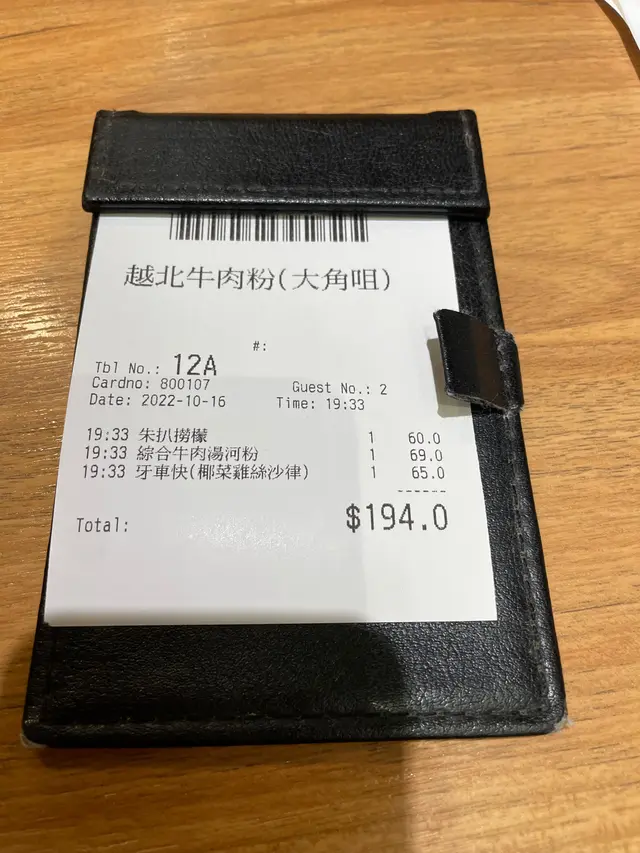 越北牛肉粉(大角咀)
#:
Tbl No.: 12A
Cardno: 800107 Guest No.: 2
Date: 2022-10-16 Time: 19:33
19:33 朱扒撈檬 1 60.0
19:33 綜合牛肉湯河粉 1 69.0
19:33 牙車快(椰菜雞絲沙律) 1 65.0
------
Total: $194.0